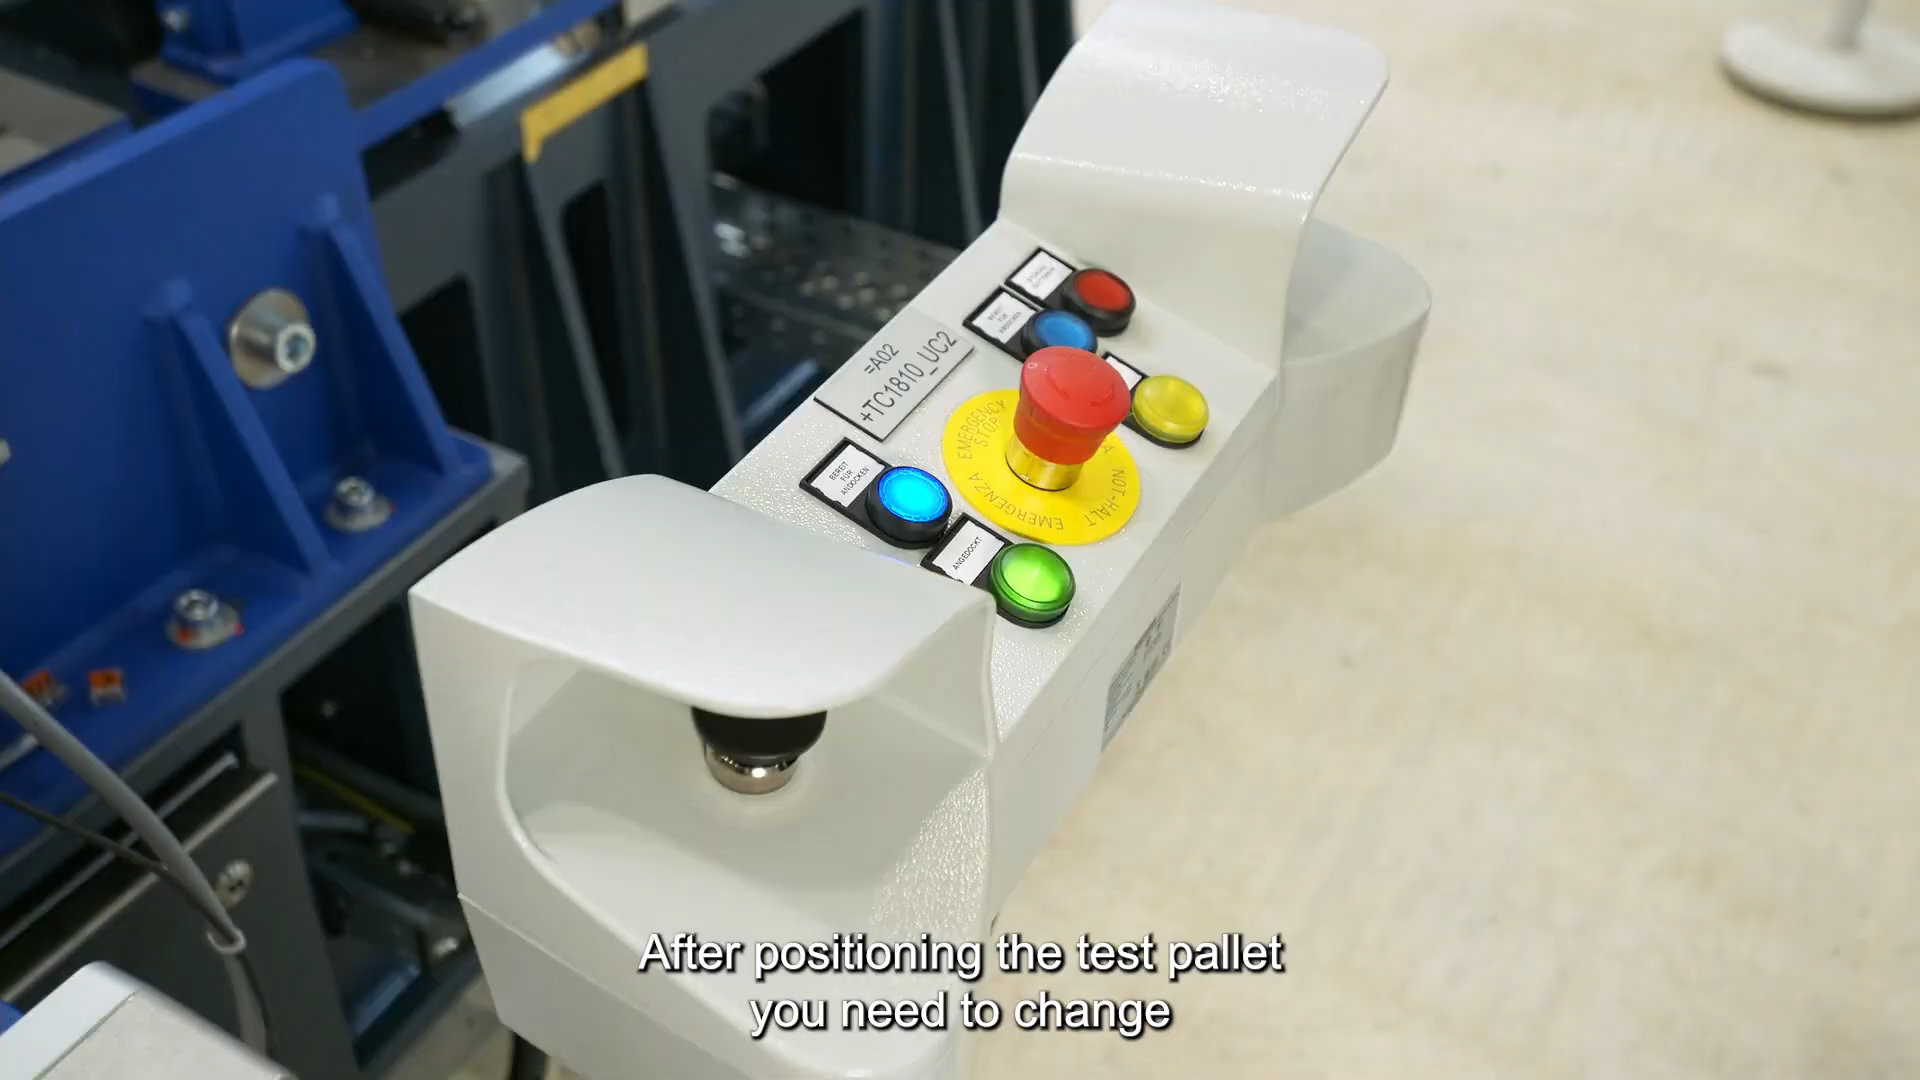 =A02
+TC1810_UC2
BEREIT
FÜR
ANDOCKEN
ANGEDOCKT
EMERGENCY
STOP
NOT-HALT
EMERGENZA
After positioning the test pallet
you need to change